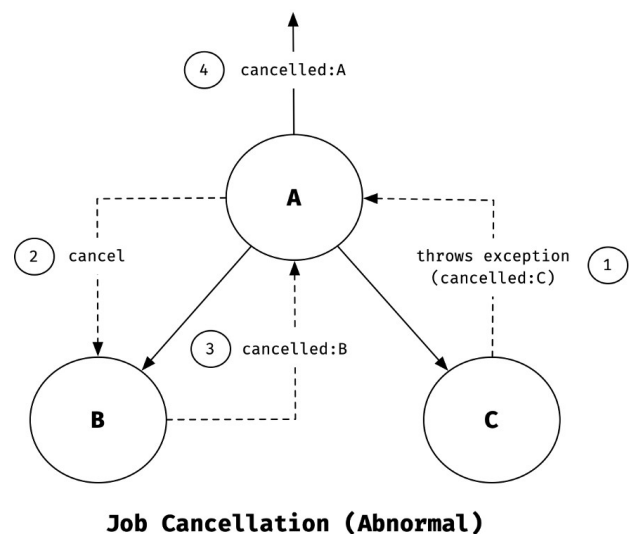 4 cancelled:A
A
2 cancel
throws exception
(cancelled:C)
1
3 cancelled:B
B
C
Job Cancellation (Abnormal)